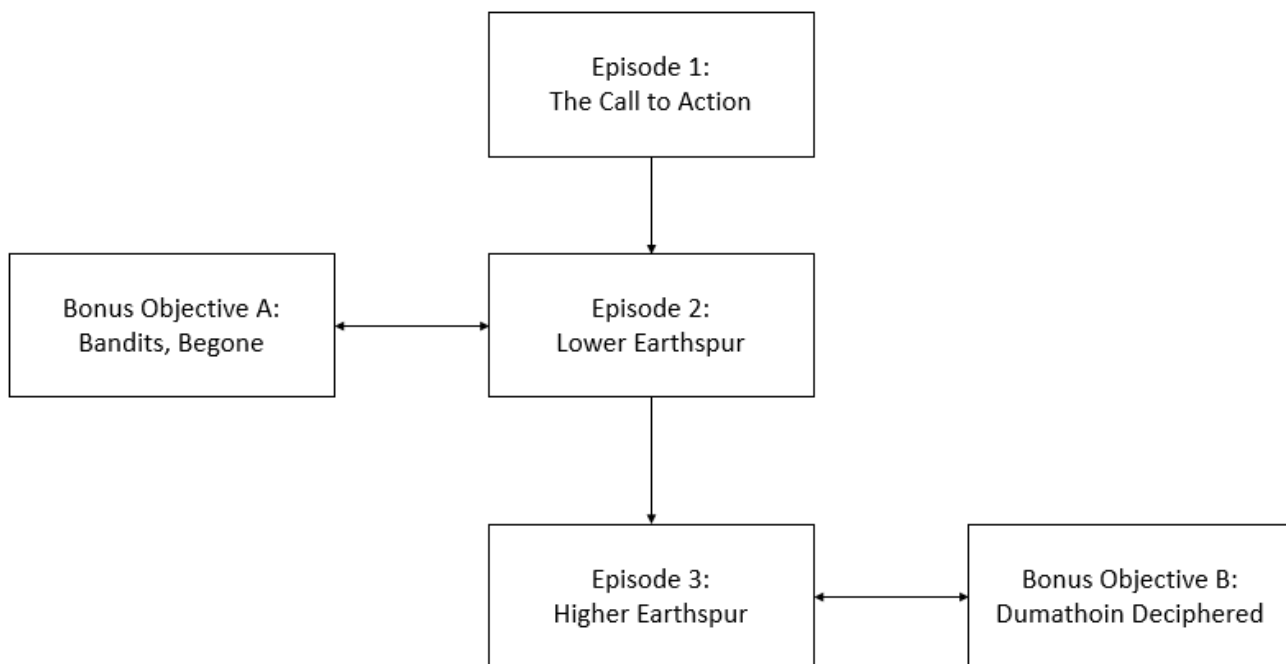 Episode 1:
The Call to Action
Bonus Objective A:
Bandits, Begone
Episode 2:
Lower Earthspur
Episode 3:
Higher Earthspur
Bonus Objective B:
Dumathoin Deciphered